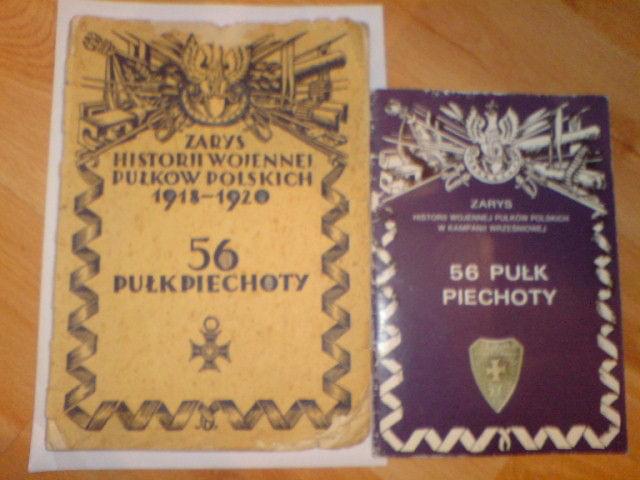 ZARYS
HISTORJI WOJENNEJ
PUŁKÓW POLSKICH
1918-1920
56
PUŁK PIECHOTY
ZARYS
HISTORII WOJENNEJ PUŁKÓW POLSKICH
W KAMPANII WRZEŚNIOWEJ
56 PUŁK
PIECHOTY